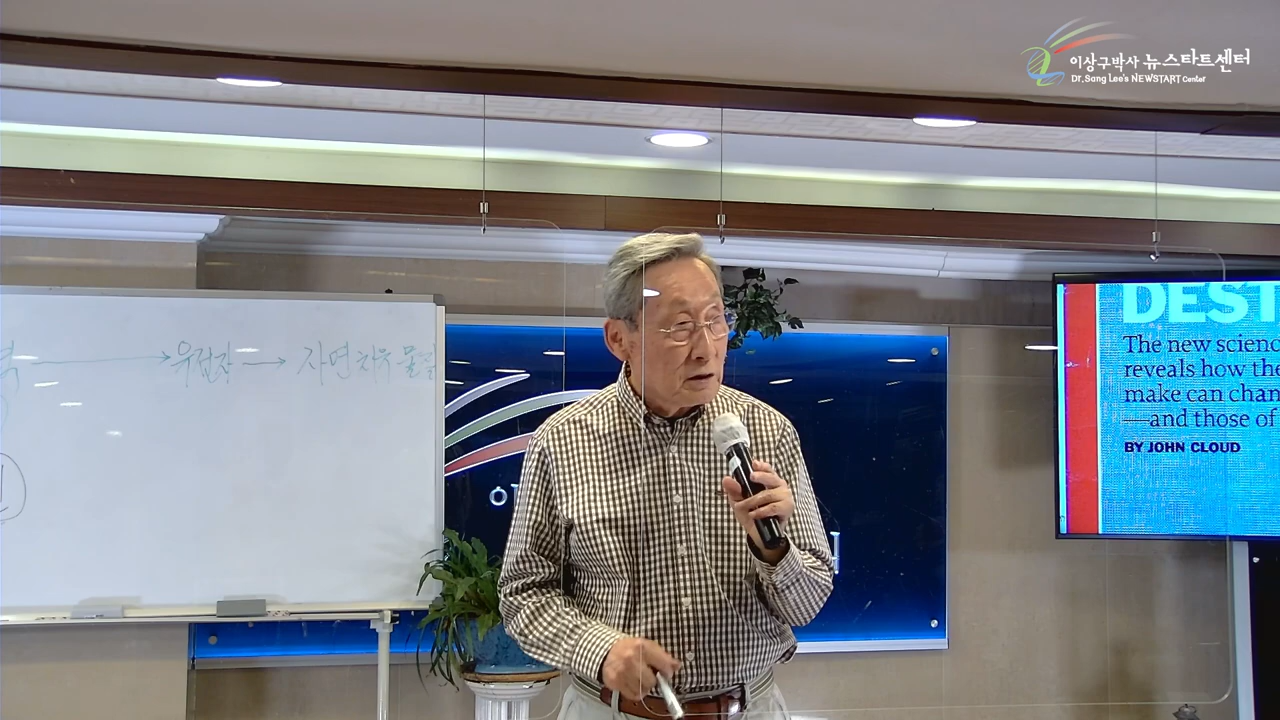 이상구박사 뉴스타트센터
Dr. Sang Lee's NEWSTART Center
유전자 → 자연치유 물질
DEST
The new scienc
reveals how the
make can chan
—and those of
BY JOHN CLOUD